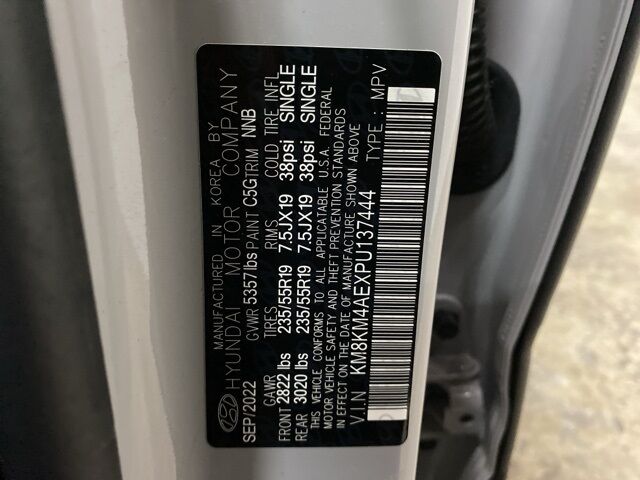 MANUFACTURED IN KOREA BY
HYUNDAI MOTOR COMPANY
SEP/2022 GVWR 5357lbs PAINT C5G TRIM NNB
GAWR TIRES RIMS COLD TIRE INFL
FRONT 2822 lbs 235/55R19 7.5JX19 38psi SINGLE
REAR 3020 lbs 235/55R19 7.5JX19 38psi SINGLE
THIS VEHICLE CONFORMS TO ALL APPLICABLE U.S.A. FEDERAL
MOTOR VEHICLE SAFETY AND THEFT PREVENTION STANDARDS
IN EFFECT ON THE DATE OF MANUFACTURE SHOWN ABOVE
V.I.N KM8KM4AEXPU137444 TYPE : MPV